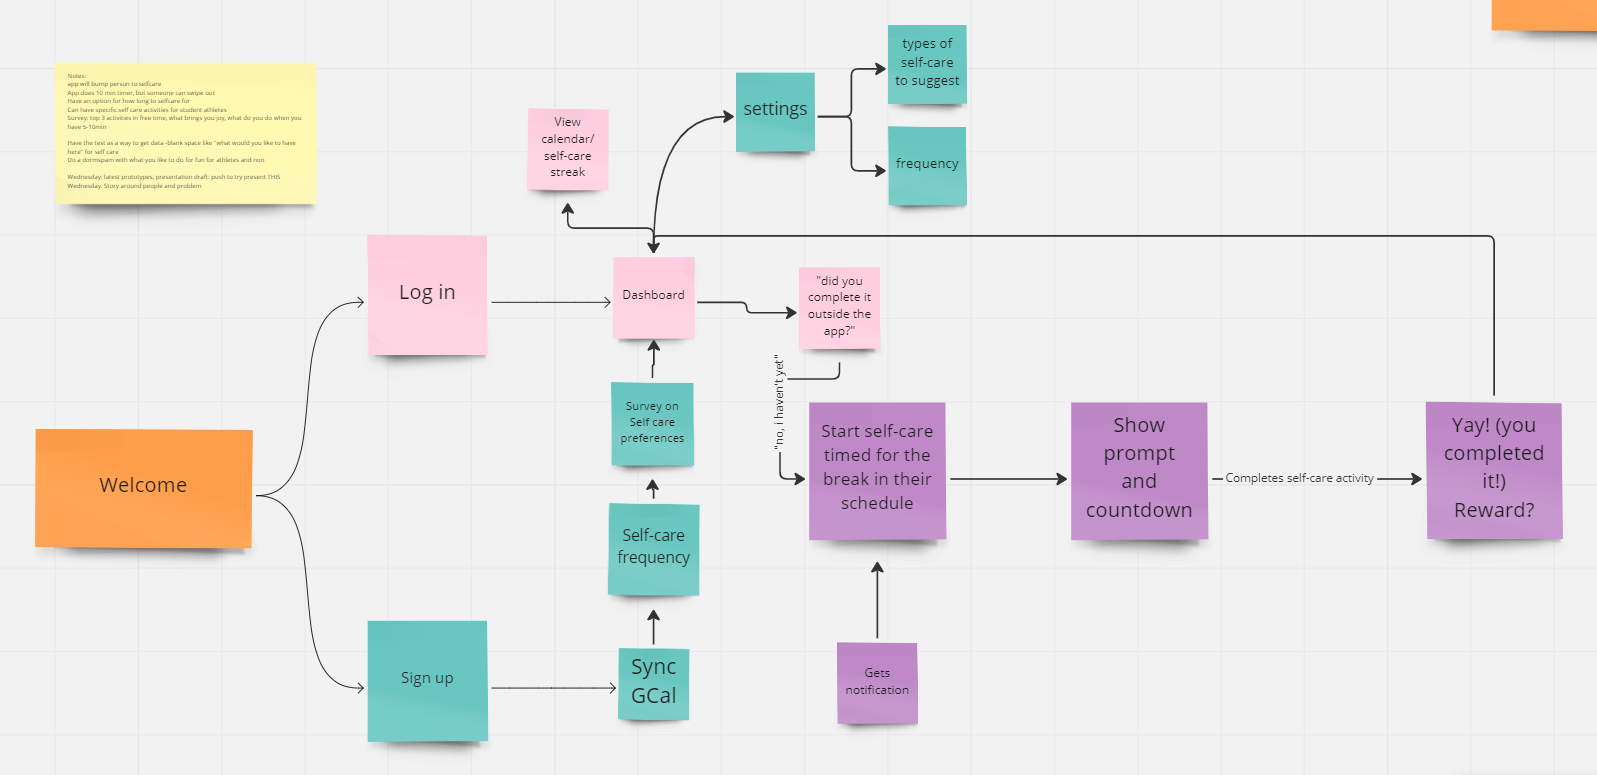 Notes:
app will bump person to selfcare
App does 10 min timer, but someone can swipe out
Have an option for how long to selfcare for
Can have specific self care activities for student athletes
Survey: top 3 activities in free time, what brings you joy, what do you do when you
have 5-10min
Have the test as a way to get data -blank space like "what would you like to have
here" for self care
Do a dormspam with what you like to do for fun for athletes and non
Wednesday: latest prototypes, presentation draft: push to try present THIS
Wednesday. Story around people and problem
types of
self-care
to suggest
settings
frequency
View
calendar/
self-care
streak
Log in
Dashboard
"did you
complete it
outside the
app?"
"no, i haven't yet"
Survey on
Self care
preferences
Welcome
Start self-care
timed for the
break in their
schedule
Show
prompt
and
countdown
Completes self-care activity
Yay! (you
completed
it!)
Reward?
Self-care
frequency
Sign up
Sync
GCal
Gets
notification